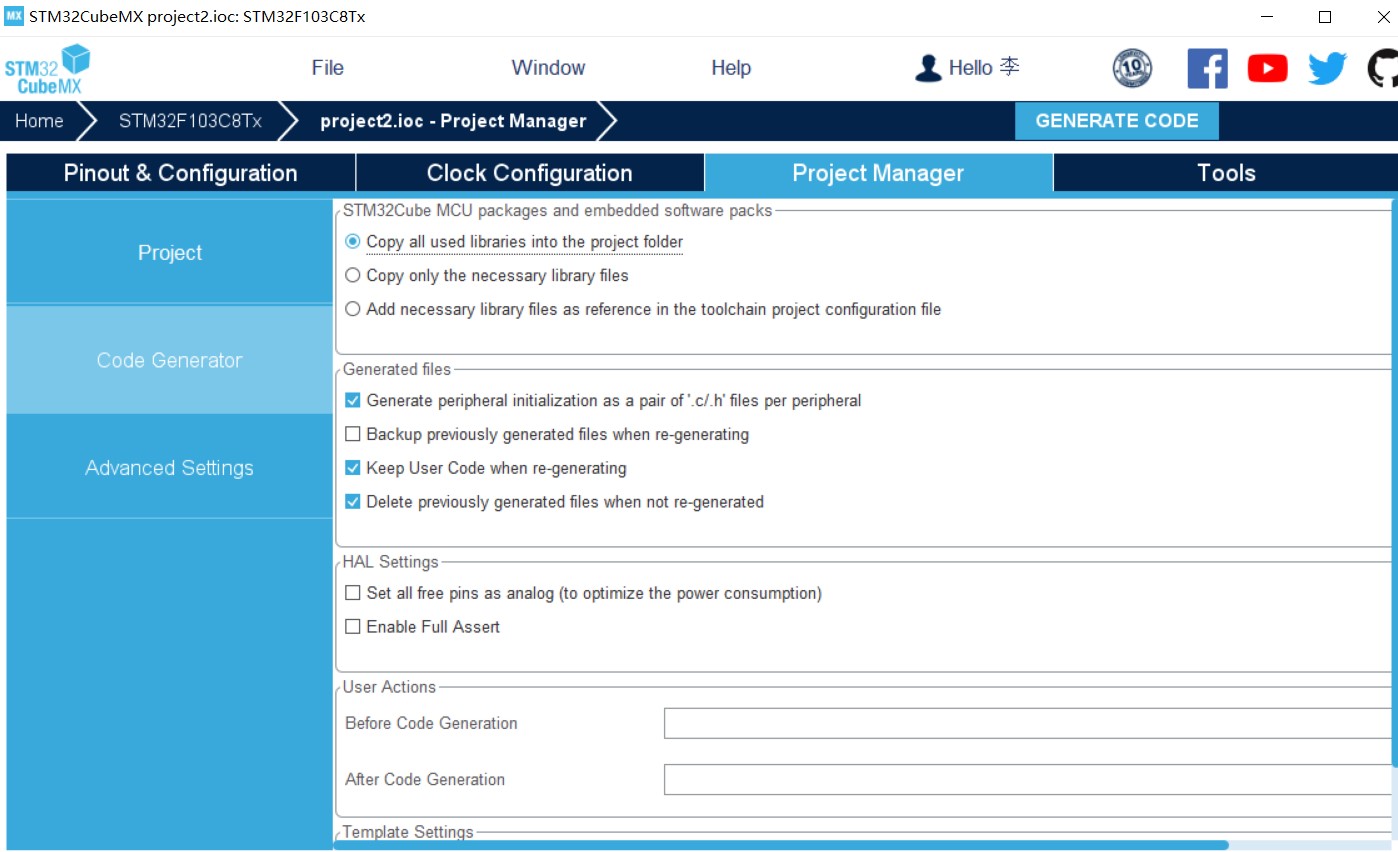 MX STM32CubeMX project2.ioc: STM32F103C8Tx
STM32
CubeMX
File
Window
Help
Hello 李
10
Home
STM32F103C8Tx
project2.ioc - Project Manager
GENERATE CODE
Pinout & Configuration
Clock Configuration
Project Manager
Tools
Project
Code Generator
Advanced Settings
STM32Cube MCU packages and embedded software packs
Copy all used libraries into the project folder
Copy only the necessary library files
Add necessary library files as reference in the toolchain project configuration file
Generated files
Generate peripheral initialization as a pair of '.c/.h' files per peripheral
Backup previously generated files when re-generating
Keep User Code when re-generating
Delete previously generated files when not re-generated
HAL Settings
Set all free pins as analog (to optimize the power consumption)
Enable Full Assert
User Actions
Before Code Generation
After Code Generation
Template Settings